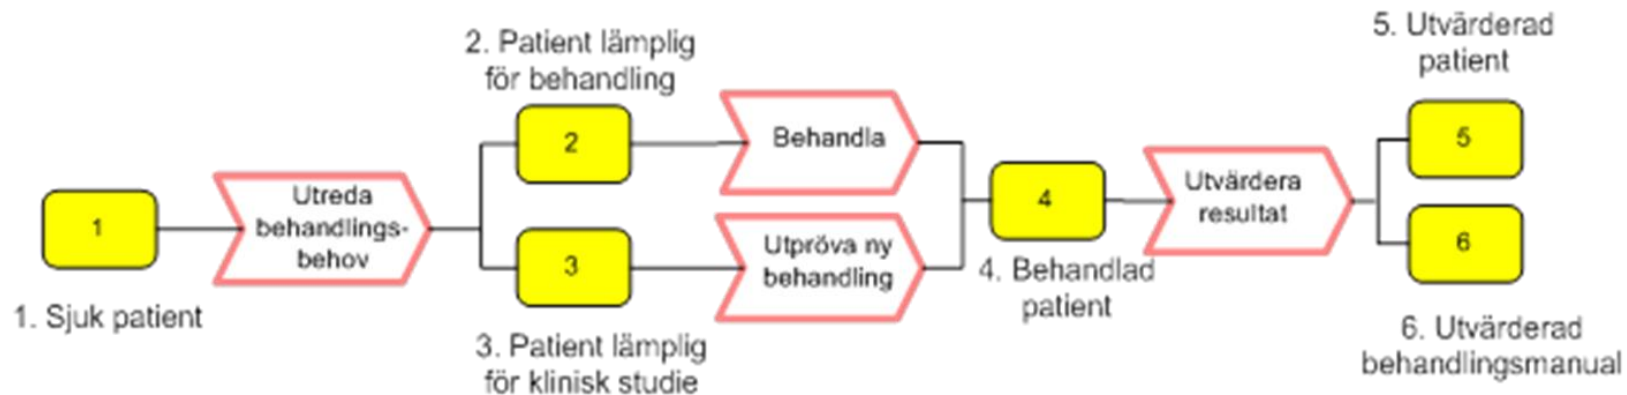 1
1. Sjuk patient
Utreda
behandlings-
behov
2. Patient lämplig
för behandling
2
3
3. Patient lämplig
för klinisk studie
Behandla
Utpröva ny
behandling
4
4. Behandlad
patient
Utvärdera
resultat
5. Utvärderad
patient
5
6
6. Utvärderad
behandlingsmanual